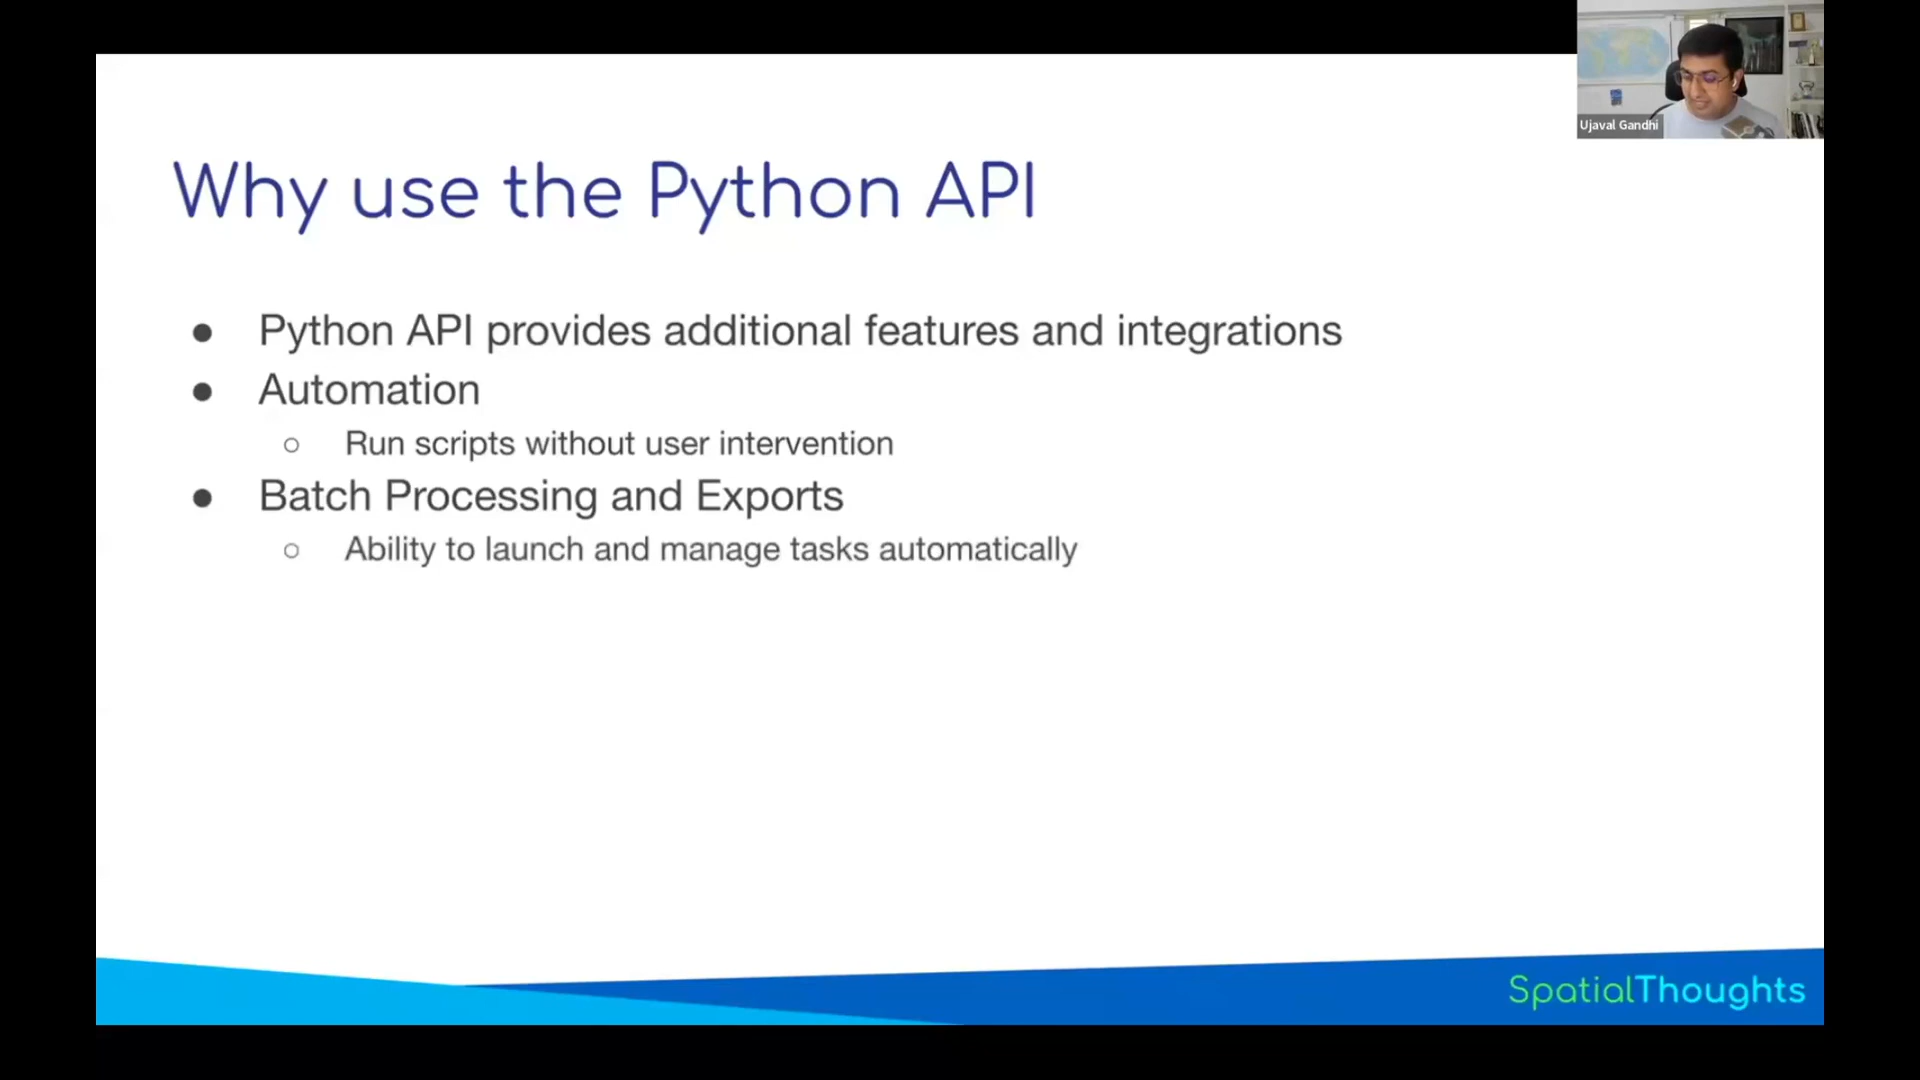 Ujaval Gandhi
Why use the Python API
● Python API provides additional features and integrations
● Automation
○ Run scripts without user intervention
● Batch Processing and Exports
○ Ability to launch and manage tasks automatically
SpatialThoughts